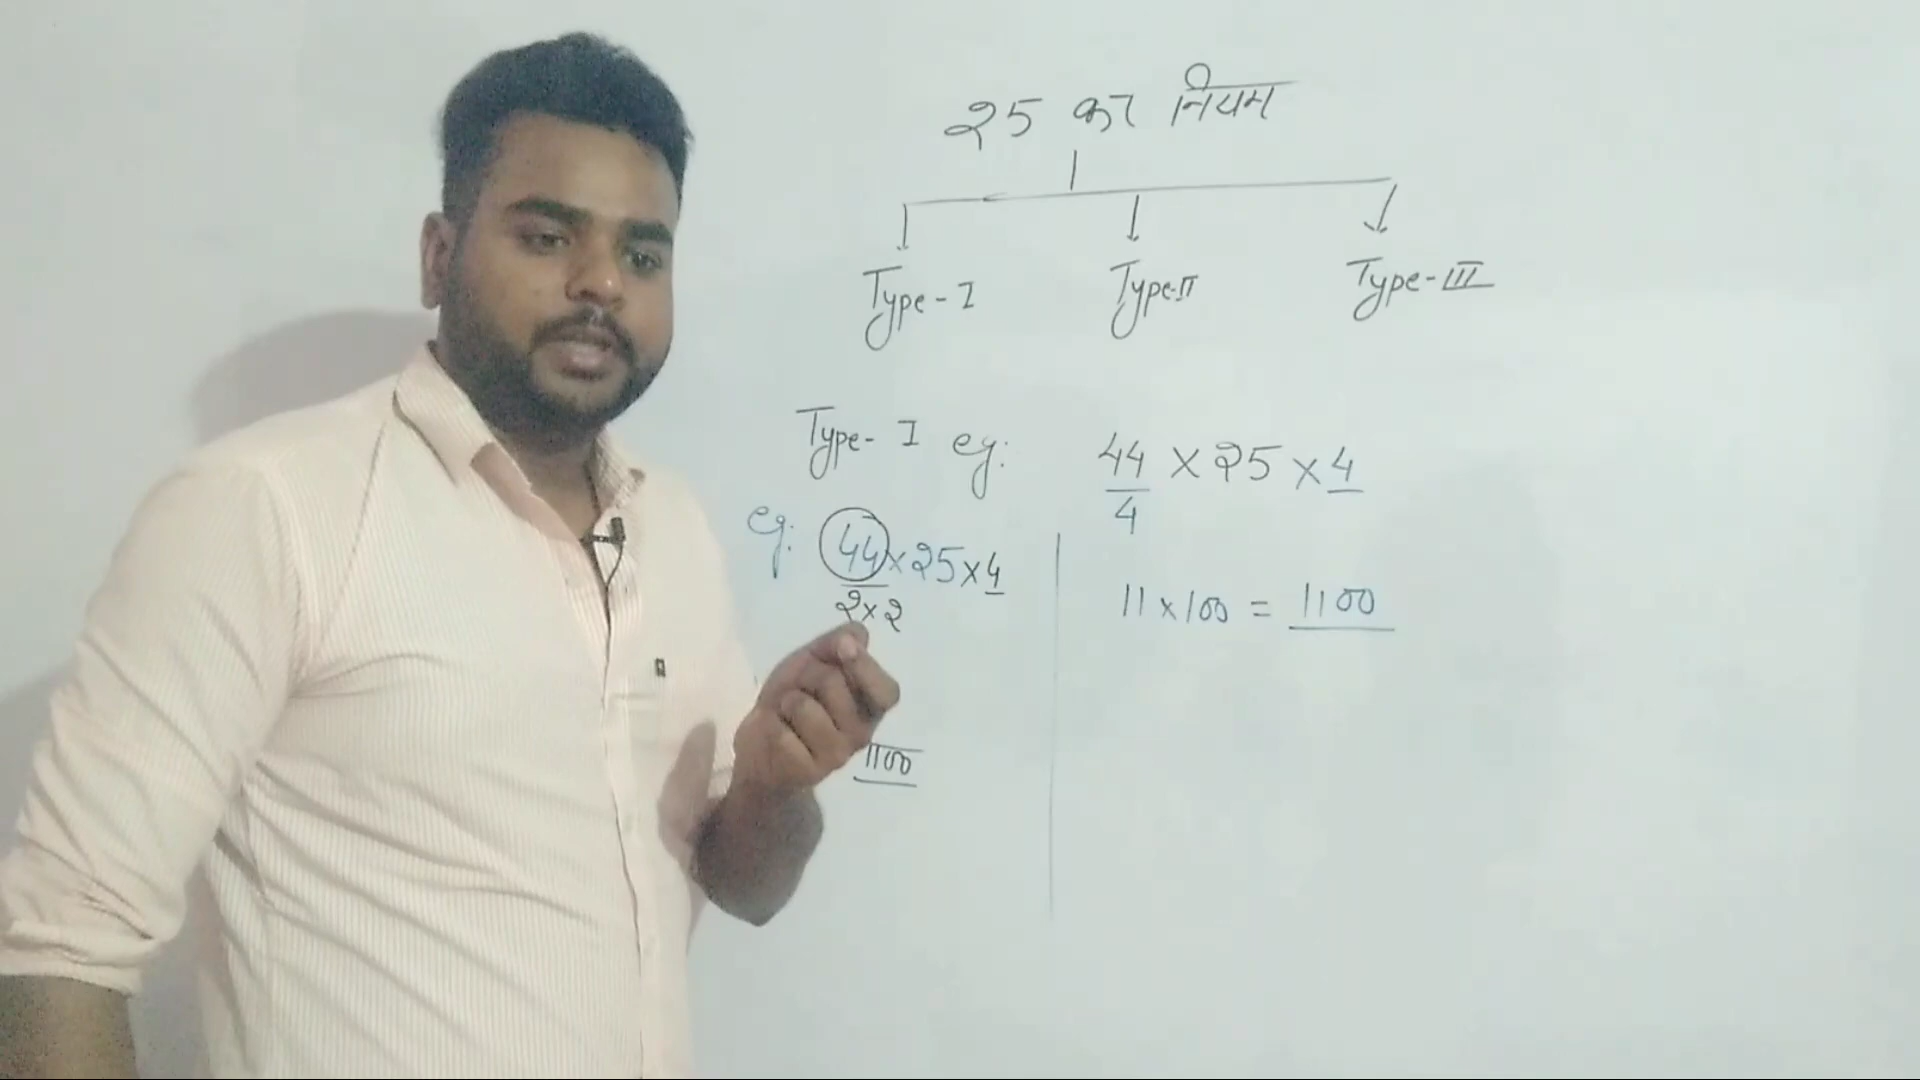 25 का नियम
Type-I Type-II Type-III
Type-I eg: 44 × 25 × 4
4
eg: 44 × 25 × 4
2×2
11 × 100 = 1100
1100